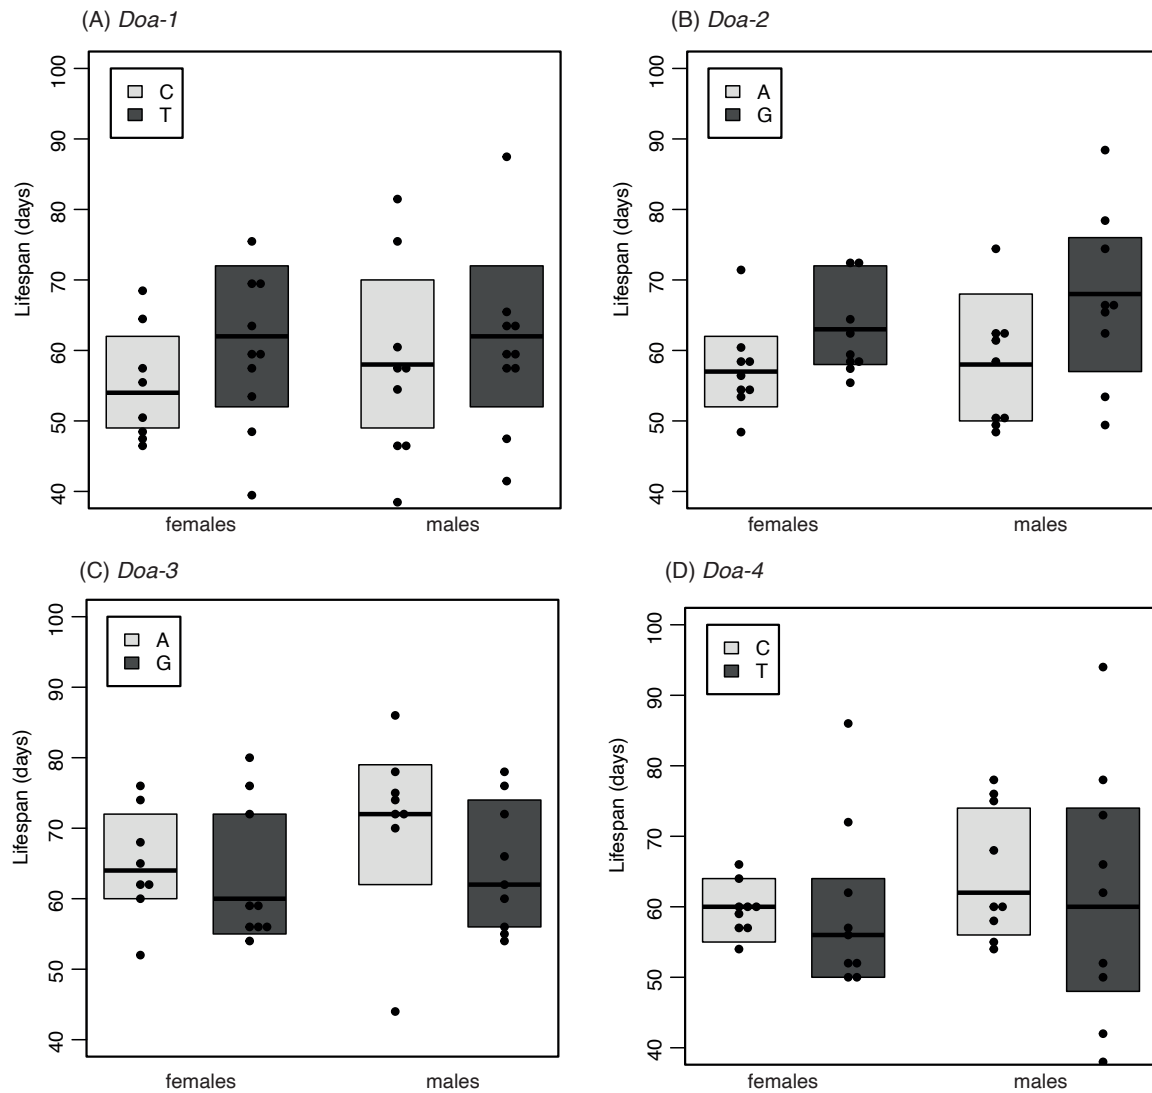 (A) Doa-1
C
T
Lifespan (days)
100
90
80
70
60
50
40
females males
(B) Doa-2
A
G
Lifespan (days)
100
90
80
70
60
50
40
females males
(C) Doa-3
A
G
Lifespan (days)
100
90
80
70
60
50
40
females males
(D) Doa-4
C
T
Lifespan (days)
100
90
80
70
60
50
40
females males